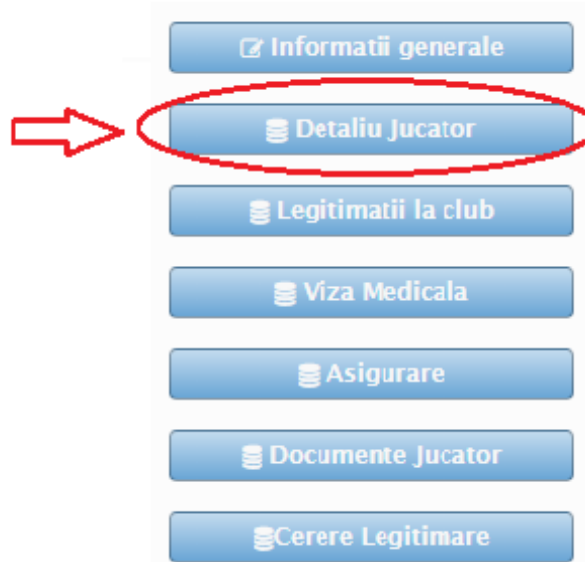 Informatii generale
Detaliu Jucator
Legitimatii la club
Viza Medicala
Asigurare
Documente Jucator
Cerere Legitimare